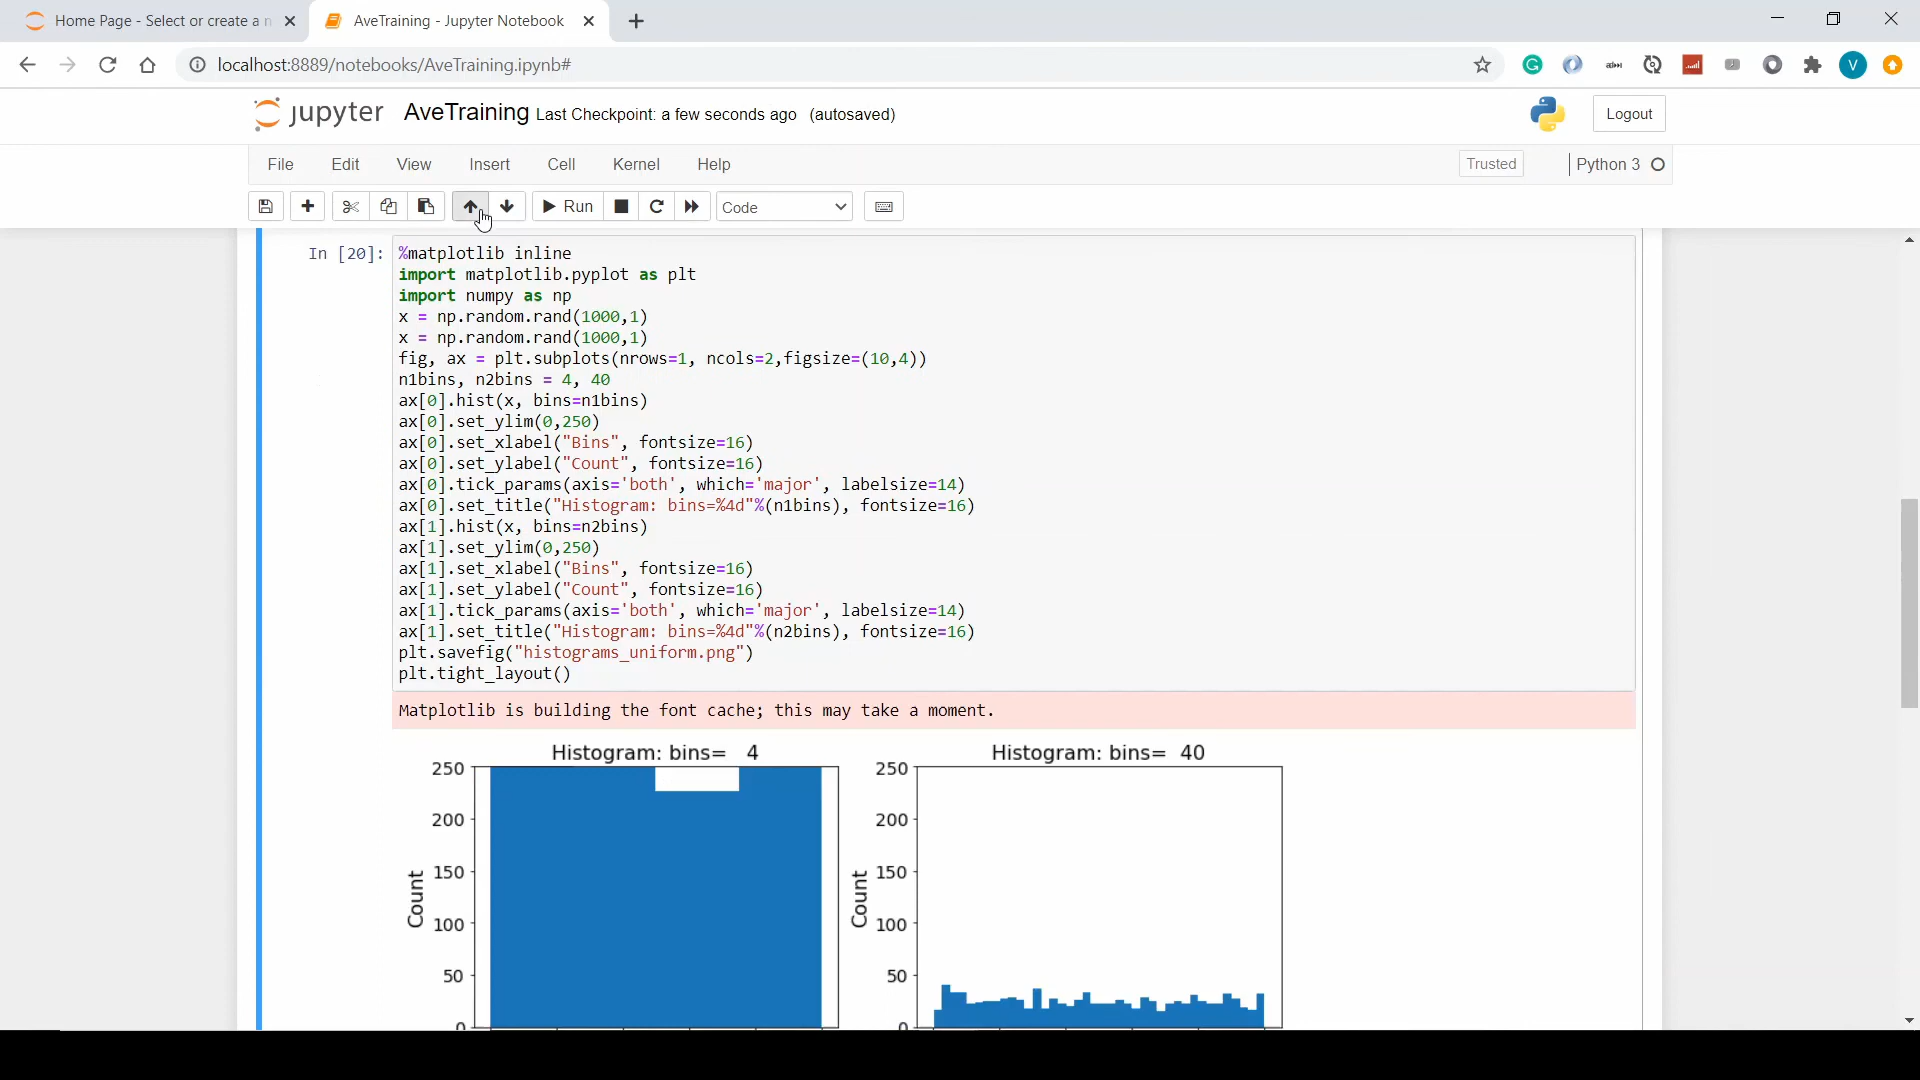 Home Page - Select or create a n
AveTraining - Jupyter Notebook
localhost:8889/notebooks/AveTraining.ipynb#
V
jupyter AveTraining Last Checkpoint: a few seconds ago (autosaved)
Logout
File Edit View Insert Cell Kernel Help
Trusted
Python 3
Run
Code
In [20]:
%matplotlib inline
import matplotlib.pyplot as plt
import numpy as np
x = np.random.rand(1000,1)
x = np.random.rand(1000,1)
fig, ax = plt.subplots(nrows=1, ncols=2,figsize=(10,4))
n1bins, n2bins = 4, 40
ax[0].hist(x, bins=n1bins)
ax[0].set_ylim(0,250)
ax[0].set_xlabel("Bins", fontsize=16)
ax[0].set_ylabel("Count", fontsize=16)
ax[0].tick_params(axis='both', which='major', labelsize=14)
ax[0].set_title("Histogram: bins=%4d"%(n1bins), fontsize=16)
ax[1].hist(x, bins=n2bins)
ax[1].set_ylim(0,250)
ax[1].set_xlabel("Bins", fontsize=16)
ax[1].set_ylabel("Count", fontsize=16)
ax[1].tick_params(axis='both', which='major', labelsize=14)
ax[1].set_title("Histogram: bins=%4d"%(n2bins), fontsize=16)
plt.savefig("histograms_uniform.png")
plt.tight_layout()
Matplotlib is building the font cache; this may take a moment.
Histogram: bins=   4
250
200
150
100
50
0
Count
Histogram: bins=  40
250
200
150
100
50
0
Count